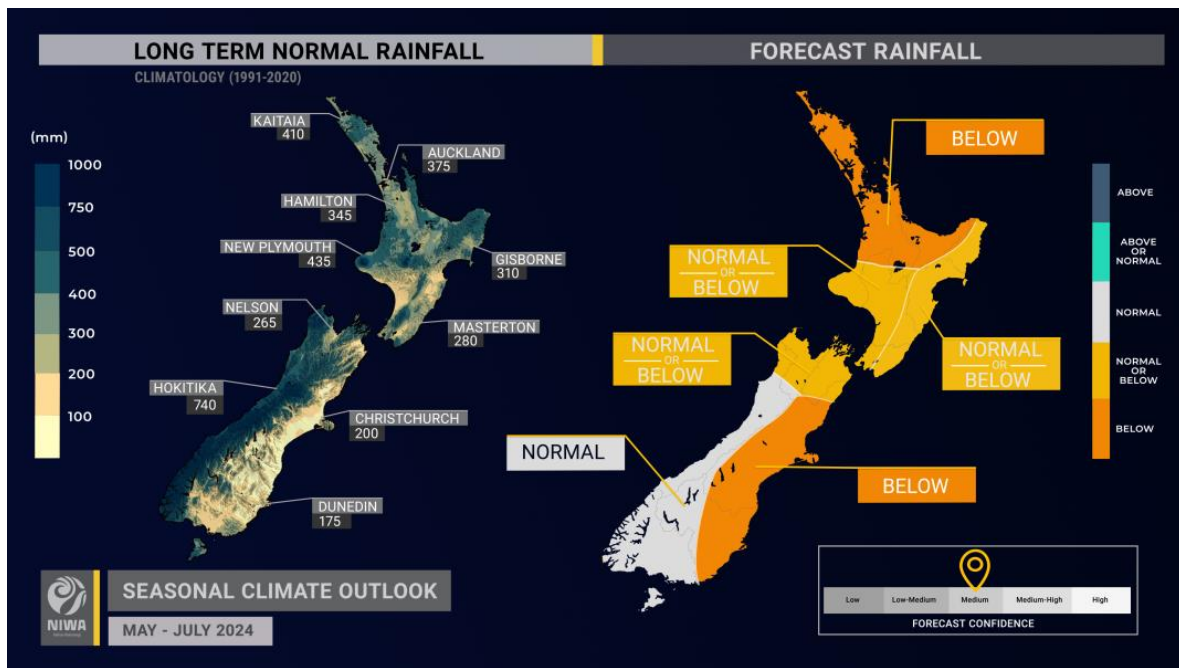 LONG TERM NORMAL RAINFALL
CLIMATOLOGY (1991-2020)
(mm)
1000
750
500
400
300
200
100
KAITAIA
410
AUCKLAND
375
HAMILTON
345
NEW PLYMOUTH
435
GISBORNE
310
NELSON
265
MASTERTON
280
HOKITIKA
740
CHRISTCHURCH
200
DUNEDIN
175
FORECAST RAINFALL
BELOW
NORMAL
OR
BELOW
NORMAL
OR
BELOW
NORMAL
OR
BELOW
NORMAL
BELOW
ABOVE
ABOVE
OR
NORMAL
NORMAL
NORMAL
OR
BELOW
BELOW
NIWA
SEASONAL CLIMATE OUTLOOK
MAY - JULY 2024
Low
Low-Medium
Medium
Medium-High
High
FORECAST CONFIDENCE